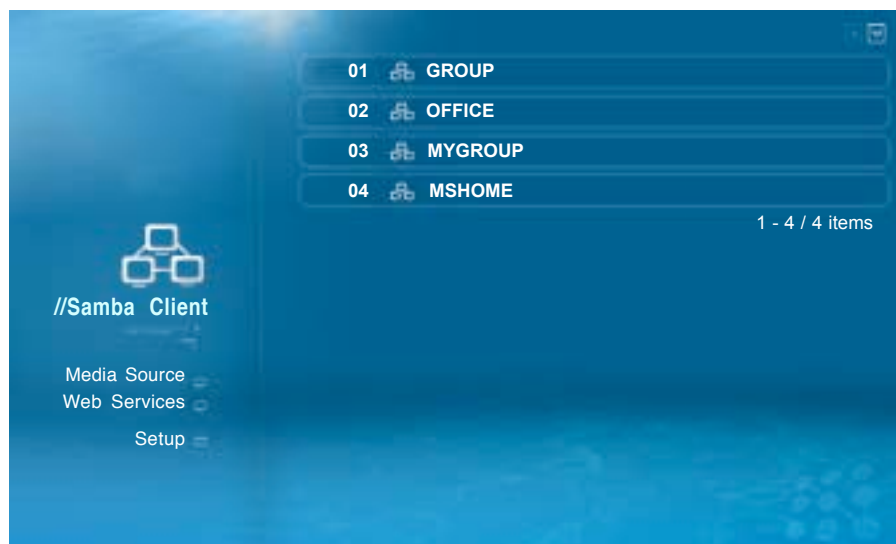 01 GROUP
02 OFFICE
03 MYGROUP
04 MSHOME
1 - 4 / 4 items
//Samba Client
Media Source
Web Services
Setup